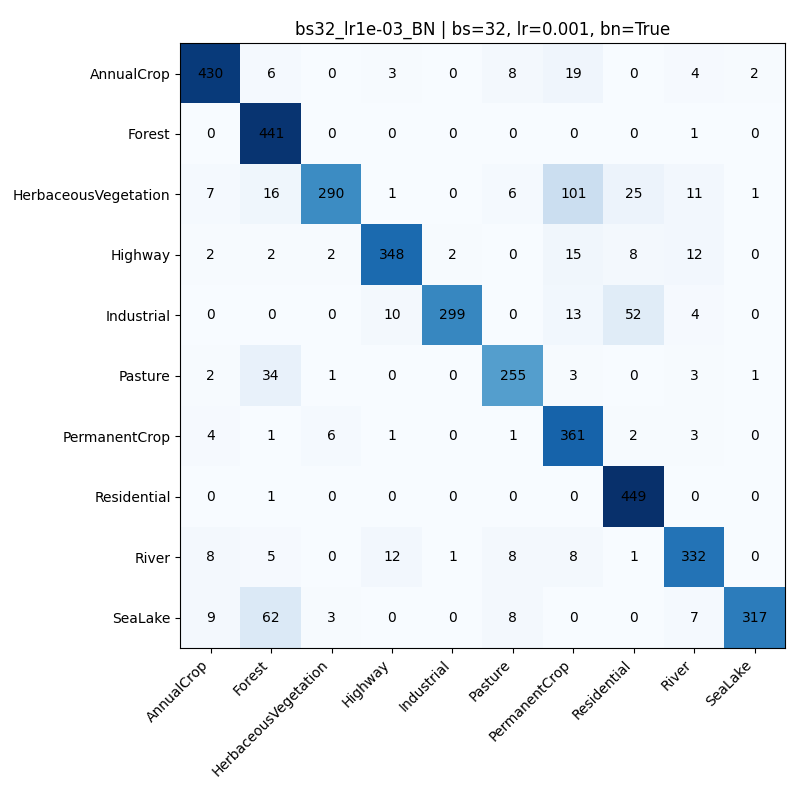 bs32_lr1e-03_BN | bs=32, lr=0.001, bn=True
AnnualCrop 430 6 0 3 0 8 19 0 4 2
Forest 0 441 0 0 0 0 0 0 1 0
HerbaceousVegetation 7 16 290 1 0 6 101 25 11 1
Highway 2 2 2 348 2 0 15 8 12 0
Industrial 0 0 0 10 299 0 13 52 4 0
Pasture 2 34 1 0 0 255 3 0 3 1
PermanentCrop 4 1 6 1 0 1 361 2 3 0
Residential 0 1 0 0 0 0 0 449 0 0
River 8 5 0 12 1 8 8 1 332 0
SeaLake 9 62 3 0 0 8 0 0 7 317
AnnualCrop Forest HerbaceousVegetation Highway Industrial Pasture PermanentCrop Residential River SeaLake